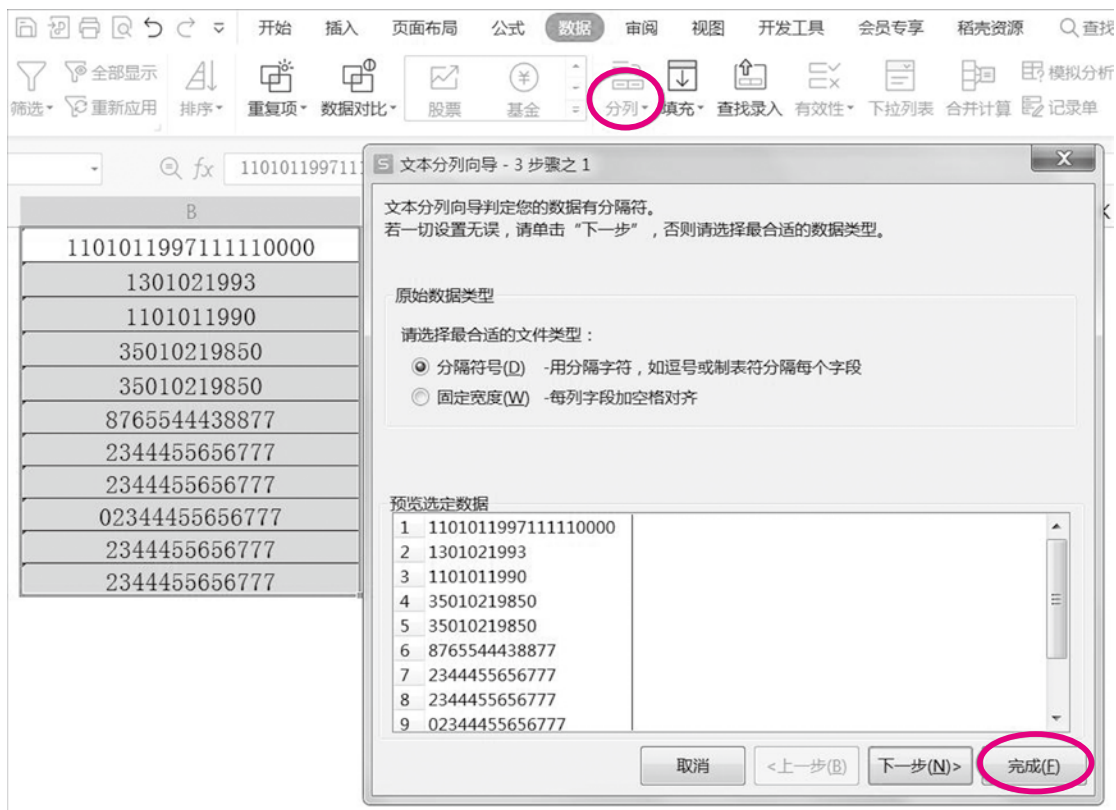 开始 插入 页面布局 公式 数据 审阅 视图 开发工具 会员专享 稻壳资源 查找
全部显示 模拟分析
筛选 重新应用 排序 重复项 数据对比 股票 基金 分列 填充 查找录入 有效性 下拉列表 合并计算 记录单
fx 110101199711
B
1101011997111110000
1301021993
1101011990
35010219850
35010219850
8765544438877
2344455656777
2344455656777
02344455656777
2344455656777
2344455656777
S 文本分列向导 - 3 步骤之 1 X
文本分列向导判定您的数据有分隔符。
若一切设置无误，请单击“下一步”，否则请选择最合适的数据类型。
原始数据类型
请选择最合适的文件类型：
分隔符号(D) -用分隔字符，如逗号或制表符分隔每个字段
固定宽度(W) -每列字段加空格对齐
预览选定数据
1 1101011997111110000
2 1301021993
3 1101011990
4 35010219850
5 35010219850
6 8765544438877
7 2344455656777
8 2344455656777
9 02344455656777
取消 <上一步(B) 下一步(N)> 完成(F)